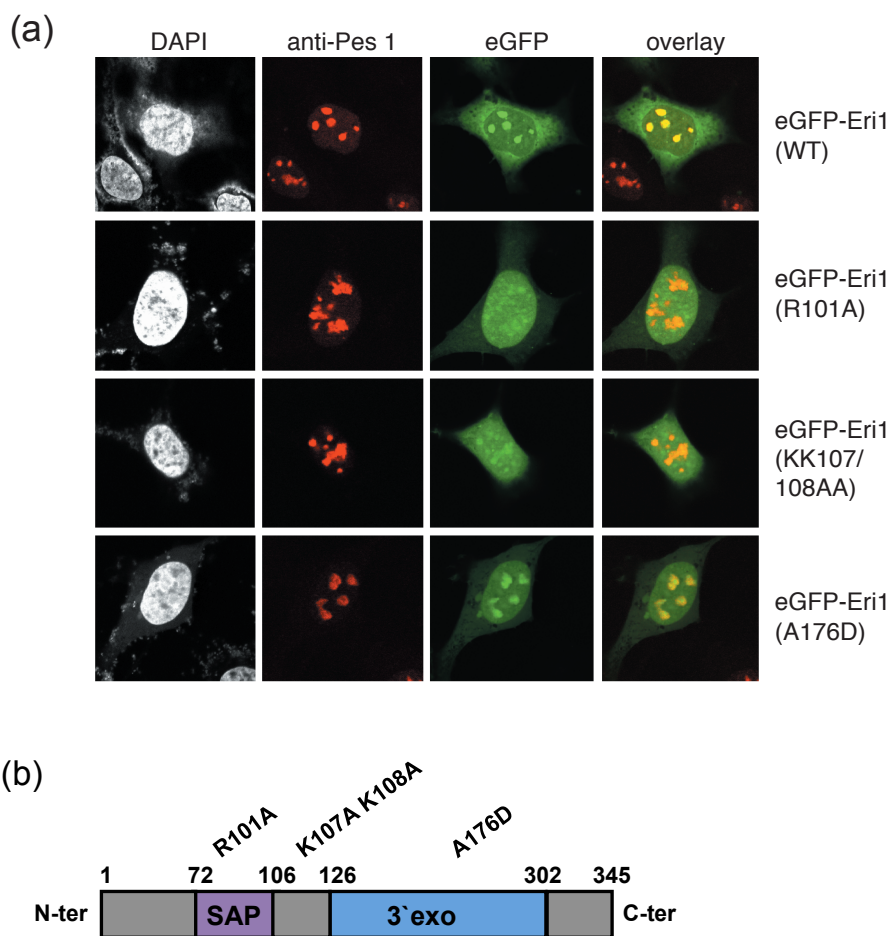 (a)
DAPI anti-Pes 1 eGFP overlay
eGFP-Eri1
(WT)
eGFP-Eri1
(R101A)
eGFP-Eri1
(KK107/
108AA)
eGFP-Eri1
(A176D)
(b)
R101A K107A K108A A176D
1 72 106 126 302 345
N-ter SAP 3`exo C-ter